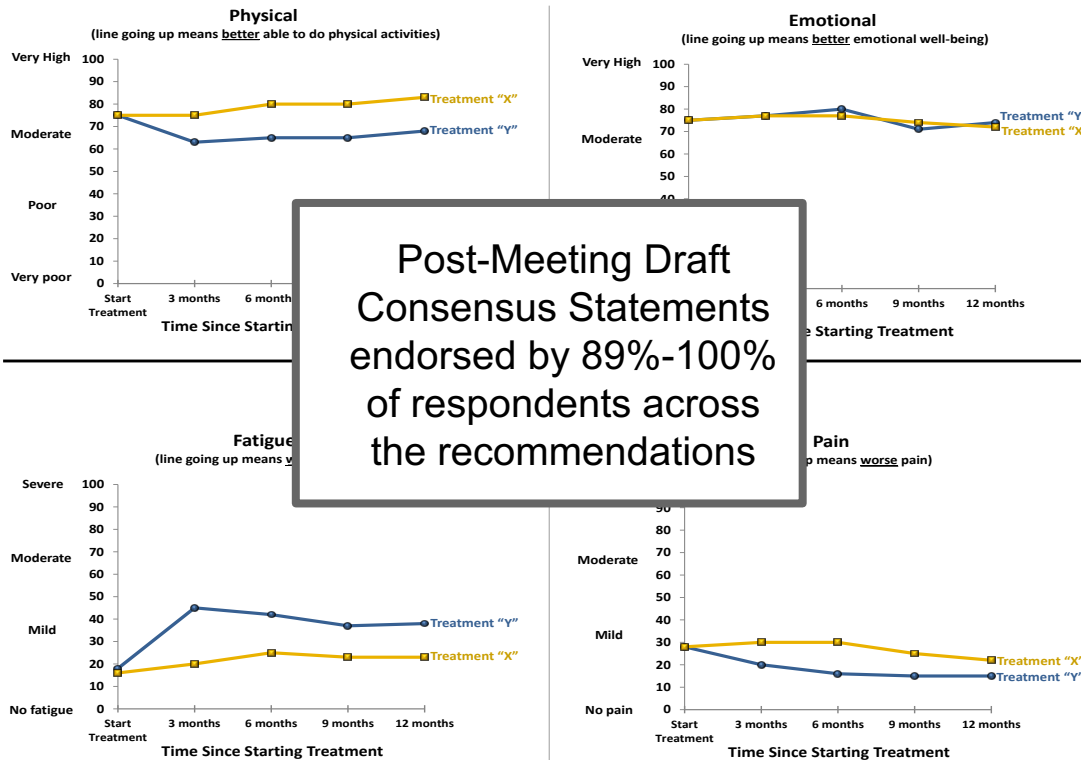 Physical
(line going up means better able to do physical activities)
Very High
100
90
80
Moderate
70
60
50
Poor
40
30
20
Very poor
10
0
Treatment "X"
Treatment "Y"
Start Treatment
3 months
6 mont
Time Since Starting
Emotional
(line going up means better emotional well-being)
Very High
100
90
80
Moderate
70
60
50
Treatment "Y
Treatment "X
6 months
9 months
12 months
Starting Treatment
Post-Meeting Draft
Consensus Statements
endorsed by 89%-100%
of respondents across
the recommendations
Fatigue
(line going up means
Severe
100
90
80
Moderate
70
60
50
Mild
40
30
20
10
No fatigue
0
Treatment "Y"
Treatment "X"
Start Treatment
3 months
6 months
9 months
12 months
Time Since Starting Treatment
Pain
p means worse pain)
90
80
Moderate
70
60
50
Mild
40
30
20
10
No pain
0
Treatment "X"
Treatment "Y"
Start Treatment
3 months
6 months
9 months
12 months
Time Since Starting Treatment